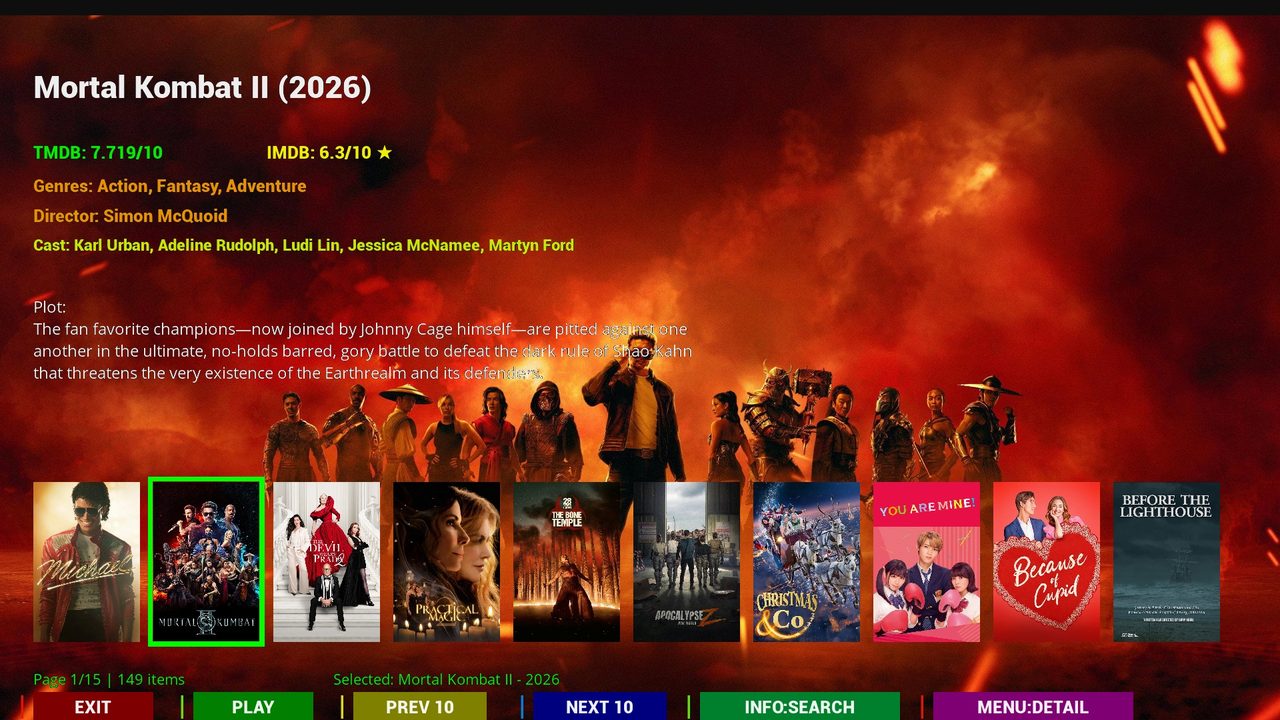 Mortal Kombat II (2026)
TMDB: 7.719/10 IMDB: 6.3/10 ★
Genres: Action, Fantasy, Adventure
Director: Simon McQuoid
Cast: Karl Urban, Adeline Rudolph, Ludi Lin, Jessica McNamee, Martyn Ford
Plot:
The fan favorite champions—now joined by Johnny Cage himself—are pitted against one
another in the ultimate, no-holds barred, gory battle to defeat the dark rule of Shao Kahn
that threatens the very existence of the Earthrealm and its defenders.
Michael
MORTAL KOMBAT
II
THE
DEVIL
PRADA
PRACTICAL
MAGIC
28
THE BONE
TEMPLE
APOCALYPSE
Z
CHRISTMAS
& Co
YOU ARE MINE!
Because
of
Cupid
BEFORE THE
LIGHTHOUSE
Page 1/15 | 149 items Selected: Mortal Kombat II - 2026
EXIT PLAY PREV 10 NEXT 10 INFO:SEARCH MENU:DETAIL